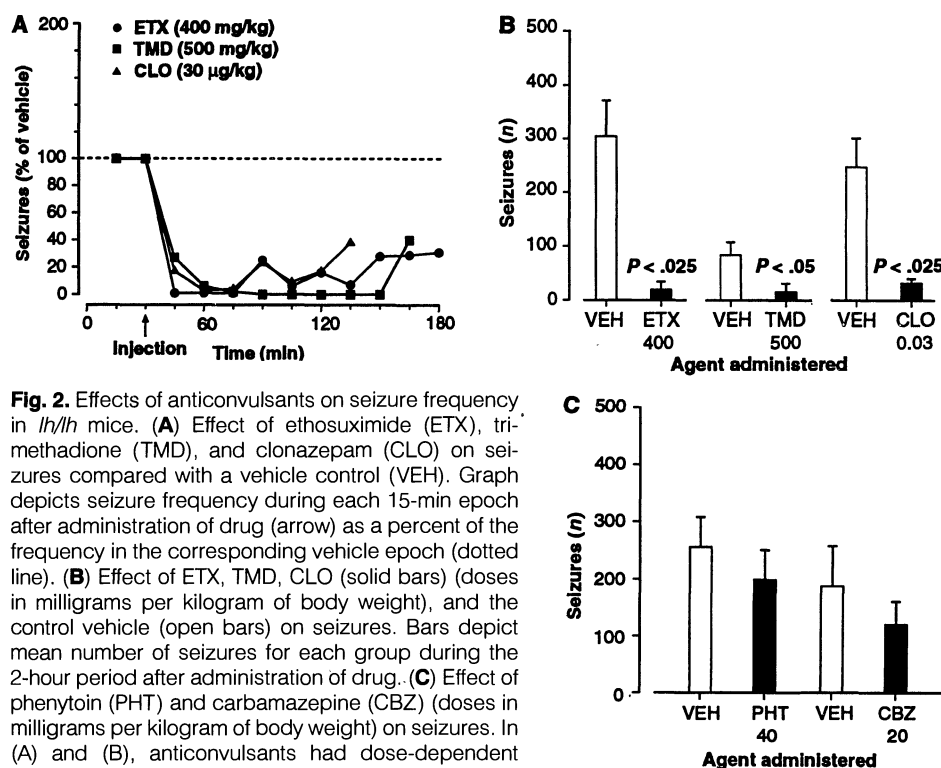 A
200
ETX (400 mg/kg)
TMD (500 mg/kg)
CLO (30 µg/kg)
100
80
60
40
20
0
Seizures (% of vehicle)
0 60 120 180
Injection Time (min)
B
500
400
300
200
100
0
Seizures (n)
P < .025 P < .05 P < .025
VEH ETX VEH TMD VEH CLO
400 500 0.03
Agent administered
Fig. 2. Effects of anticonvulsants on seizure frequency
in lh/lh mice. (A) Effect of ethosuximide (ETX), tri-
methadione (TMD), and clonazepam (CLO) on sei-
zures compared with a vehicle control (VEH). Graph
depicts seizure frequency during each 15-min epoch
after administration of drug (arrow) as a percent of the
frequency in the corresponding vehicle epoch (dotted
line). (B) Effect of ETX, TMD, CLO (solid bars) (doses
in milligrams per kilogram of body weight), and the
control vehicle (open bars) on seizures. Bars depict
mean number of seizures for each group during the
2-hour period after administration of drug. (C) Effect of
phenytoin (PHT) and carbamazepine (CBZ) (doses in
milligrams per kilogram of body weight) on seizures. In
(A) and (B), anticonvulsants had dose-dependent
C
500
400
300
200
100
0
Seizures (n)
VEH PHT VEH CBZ
40 20
Agent administered